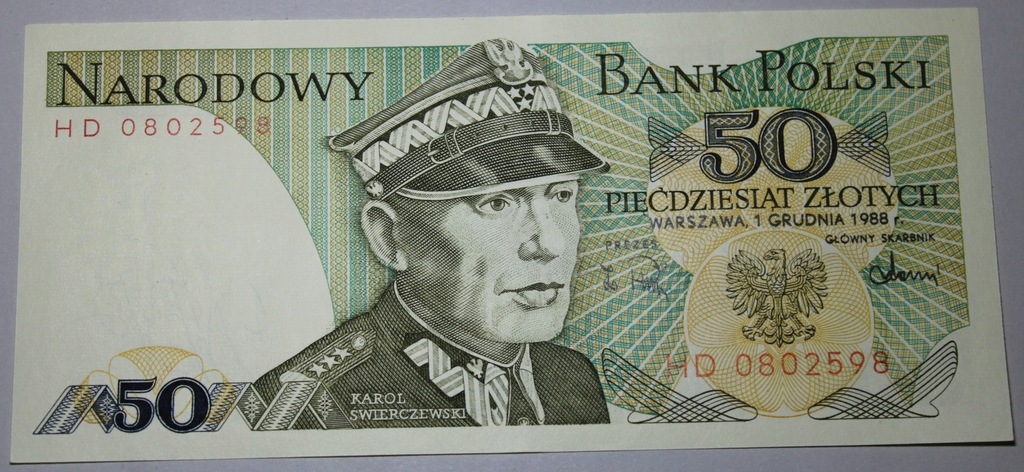 NARODOWY BANK POLSKI
HD 0802598
50
PIĘĆDZIESIĄT ZŁOTYCH
WARSZAWA, 1 GRUDNIA 1988 r.
PREZES
GŁÓWNY SKARBNIK
HD 0802598
KAROL
ŚWIERCZEWSKI
50